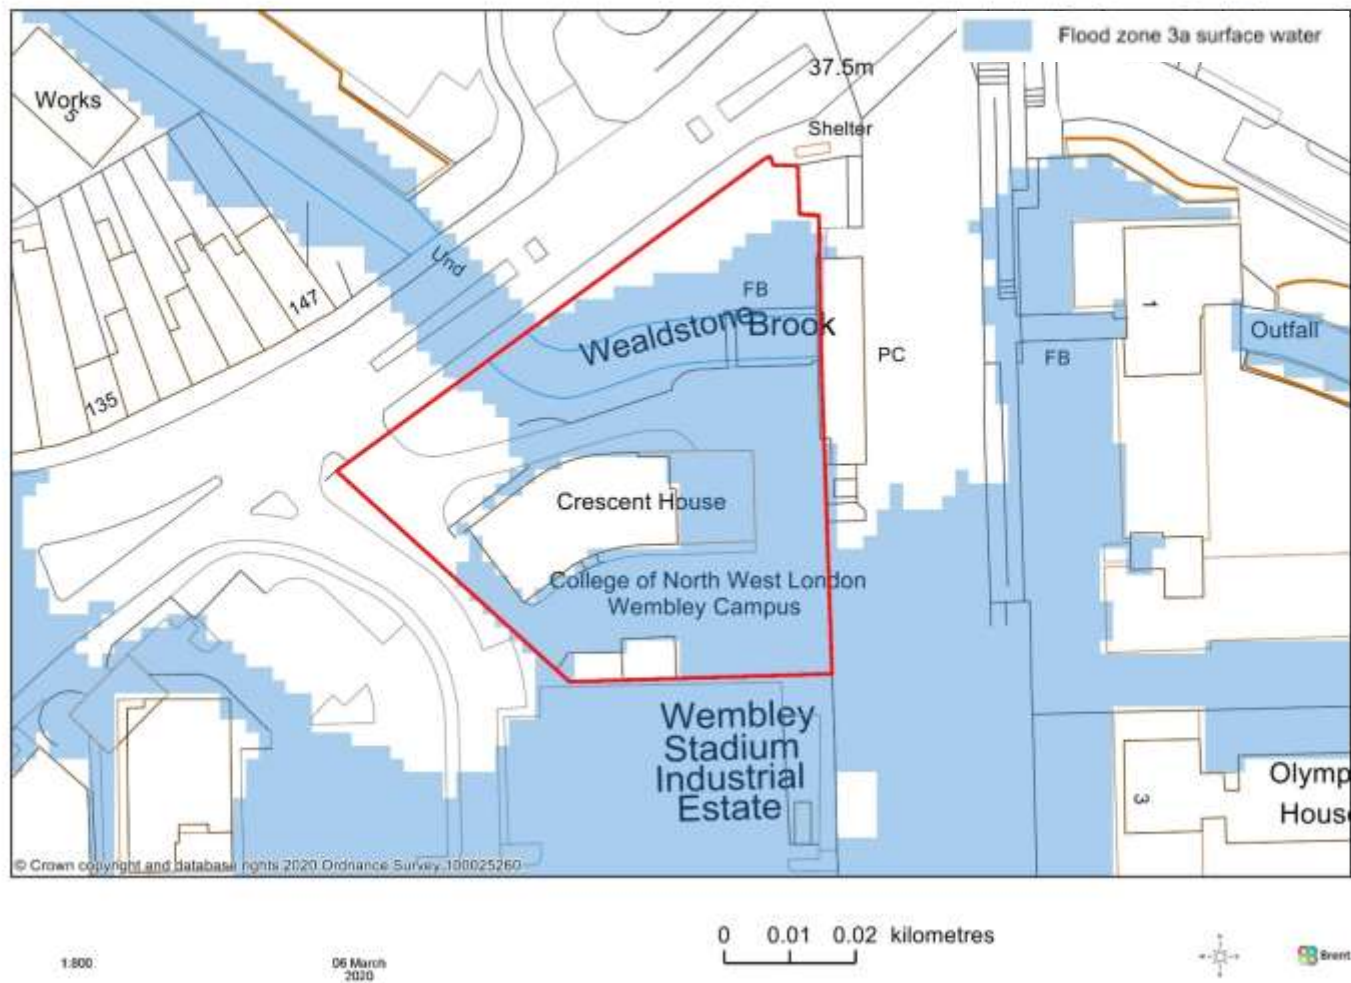 Flood zone 3a surface water
37.5m
Works
5
Shelter
Und
147
135
FB
Wealdstone Brook
PC
1
Outfall
FB
Crescent House
College of North West London
Wembley Campus
Wembley
Stadium
Industrial
Estate
3
Olymp
Hous
© Crown copyright and database rights 2020 Ordnance Survey 100025260
0 0.01 0.02 kilometres
1:800
06 March
2020
Brent